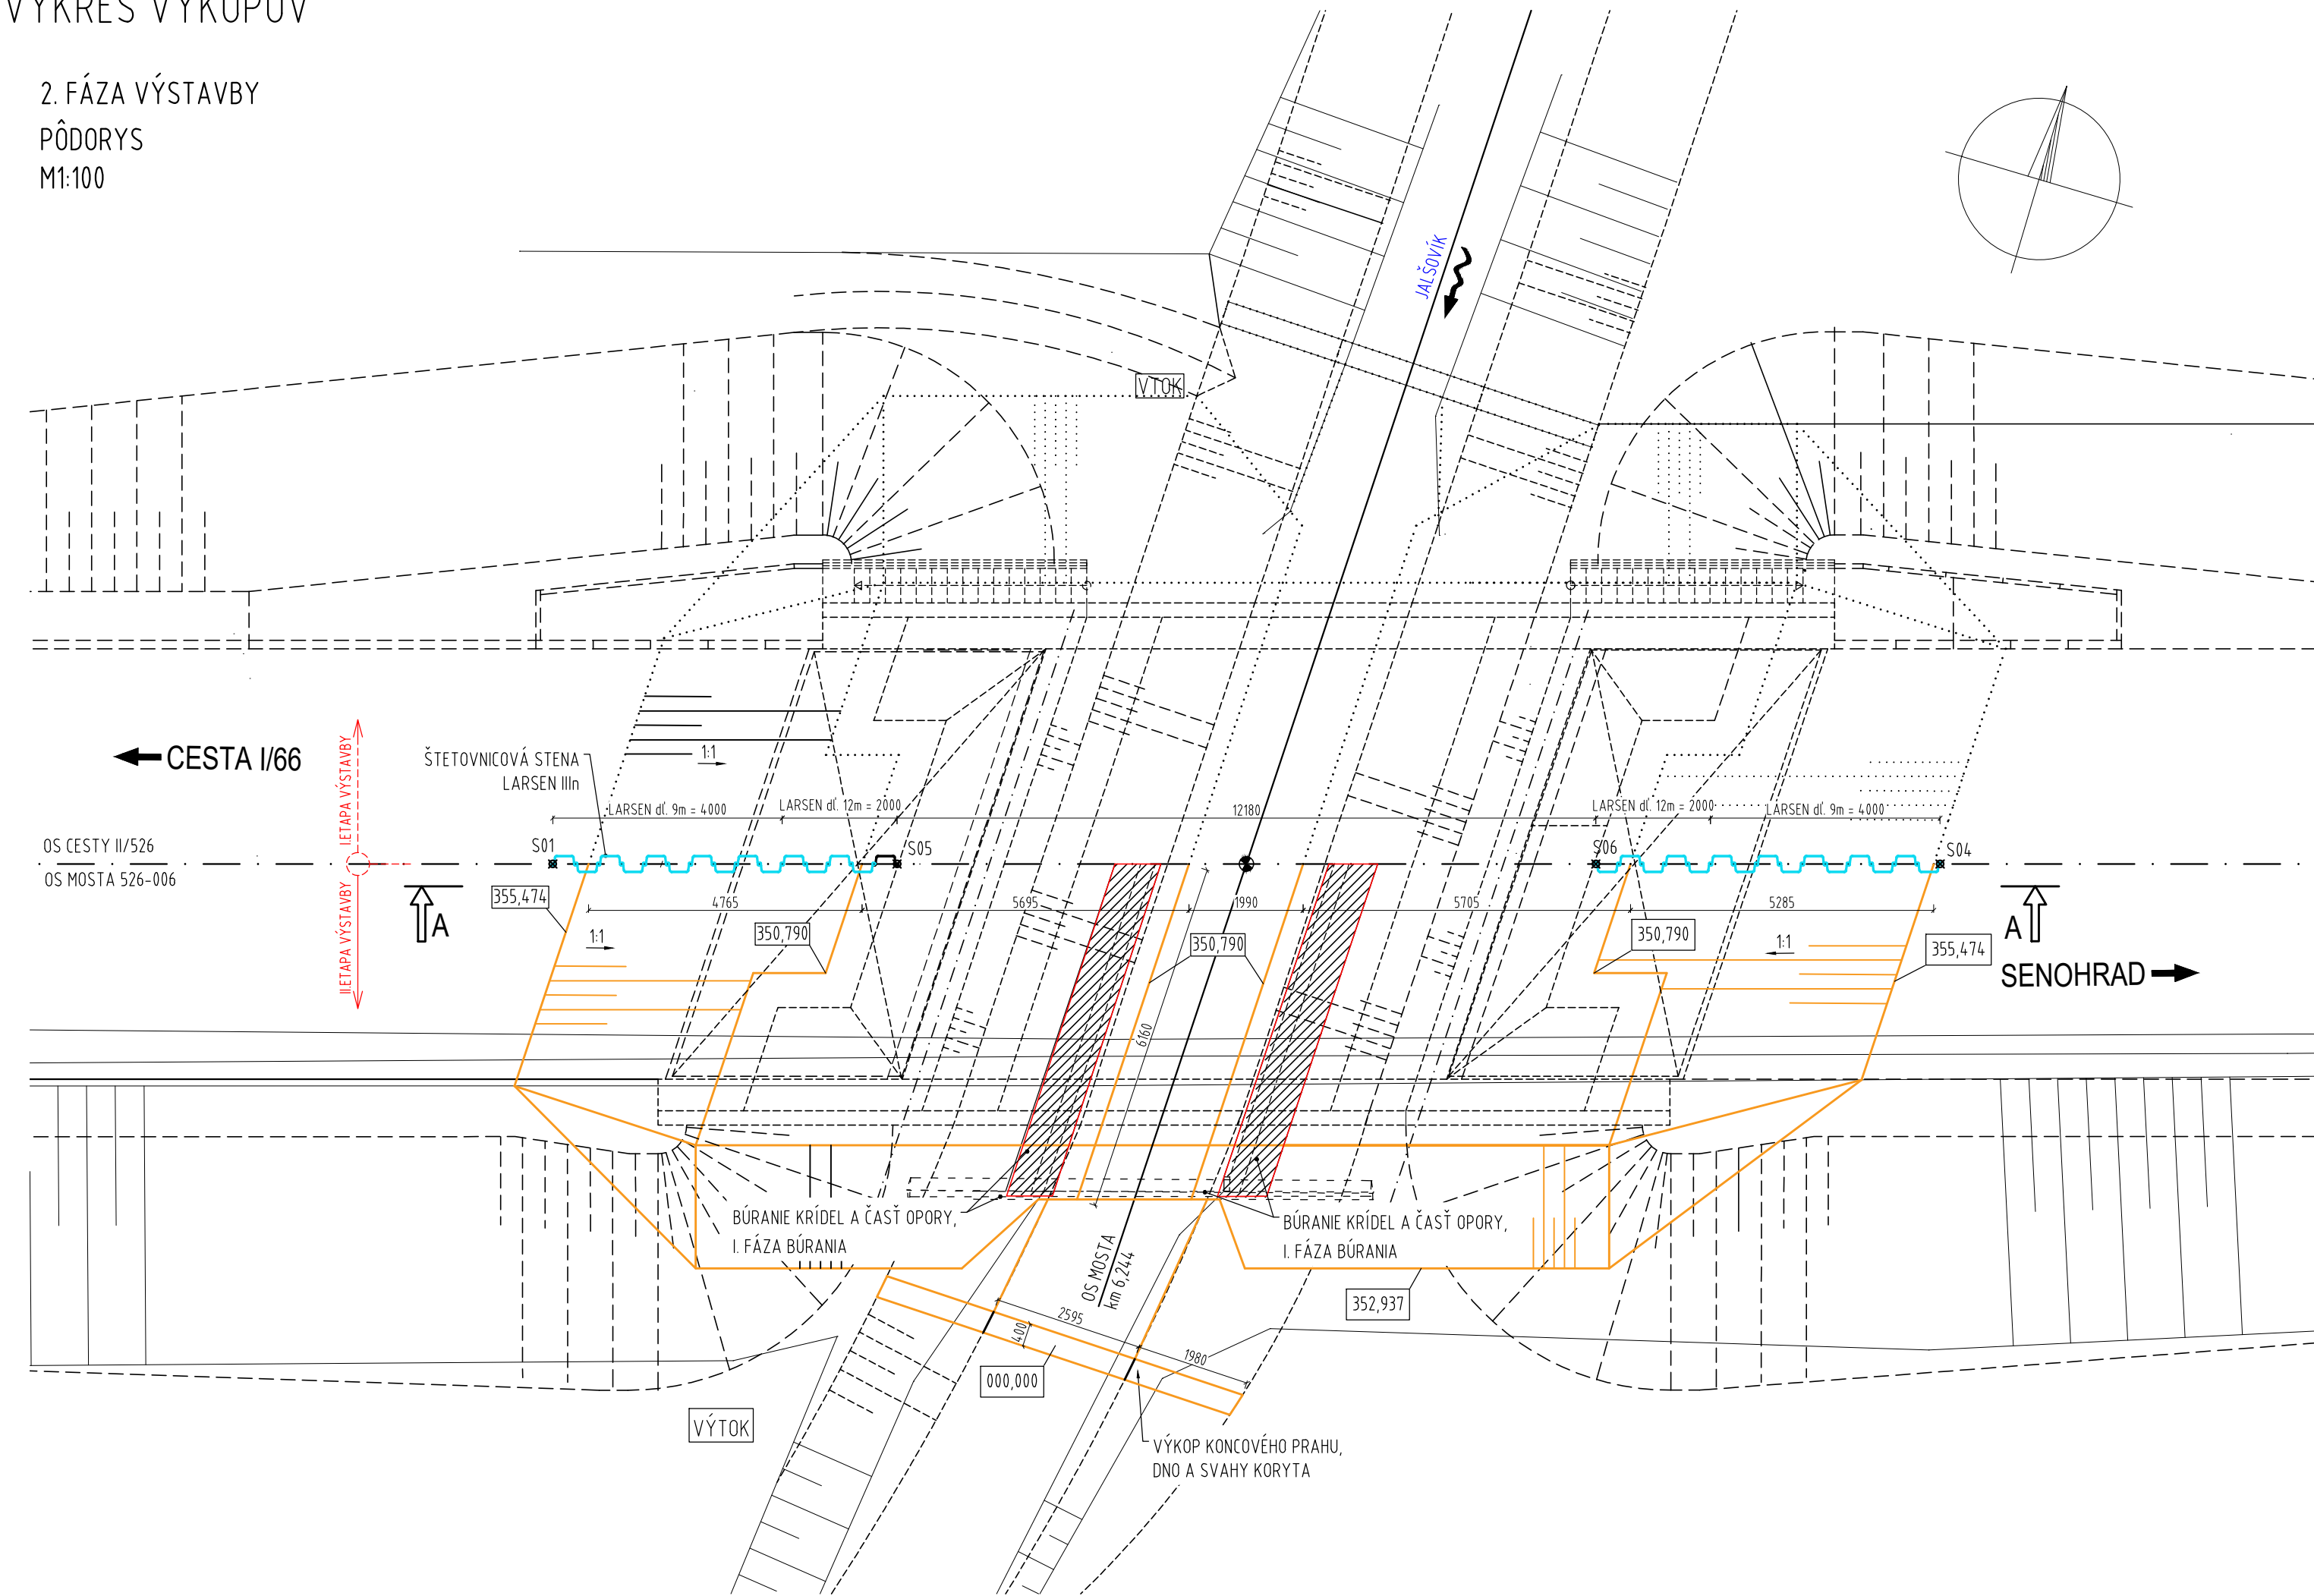 VÝKRES VÝKOPOV
2. FÁZA VÝSTAVBY
PÔDORYS
M1:100
JALŠOVÍK
VTOK
CESTA I/66
I.ETAPA VÝSTAVBY
II.ETAPA VÝSTAVBY
ŠTETOVNICOVÁ STENA
LARSEN IIIn
1:1
LARSEN dĺ. 9m = 4000
LARSEN dĺ. 12m = 2000
12180
LARSEN dĺ. 12m = 2000
LARSEN dĺ. 9m = 4000
OS CESTY II/526
OS MOSTA 526-006
S01
S05
S06
S04
355,474
A
4765
5695
1990
5705
5285
1:1
350,790
350,790
350,790
1:1
355,474
A
SENOHRAD
6160
BÚRANIE KRÍDEL A ČASŤ OPORY,
I. FÁZA BÚRANIA
BÚRANIE KRÍDEL A ČASŤ OPORY,
I. FÁZA BÚRANIA
OS MOSTA
km 6,244
352,937
2595
400
1980
000,000
VÝTOK
VÝKOP KONCOVÉHO PRAHU,
DNO A SVAHY KORYTA